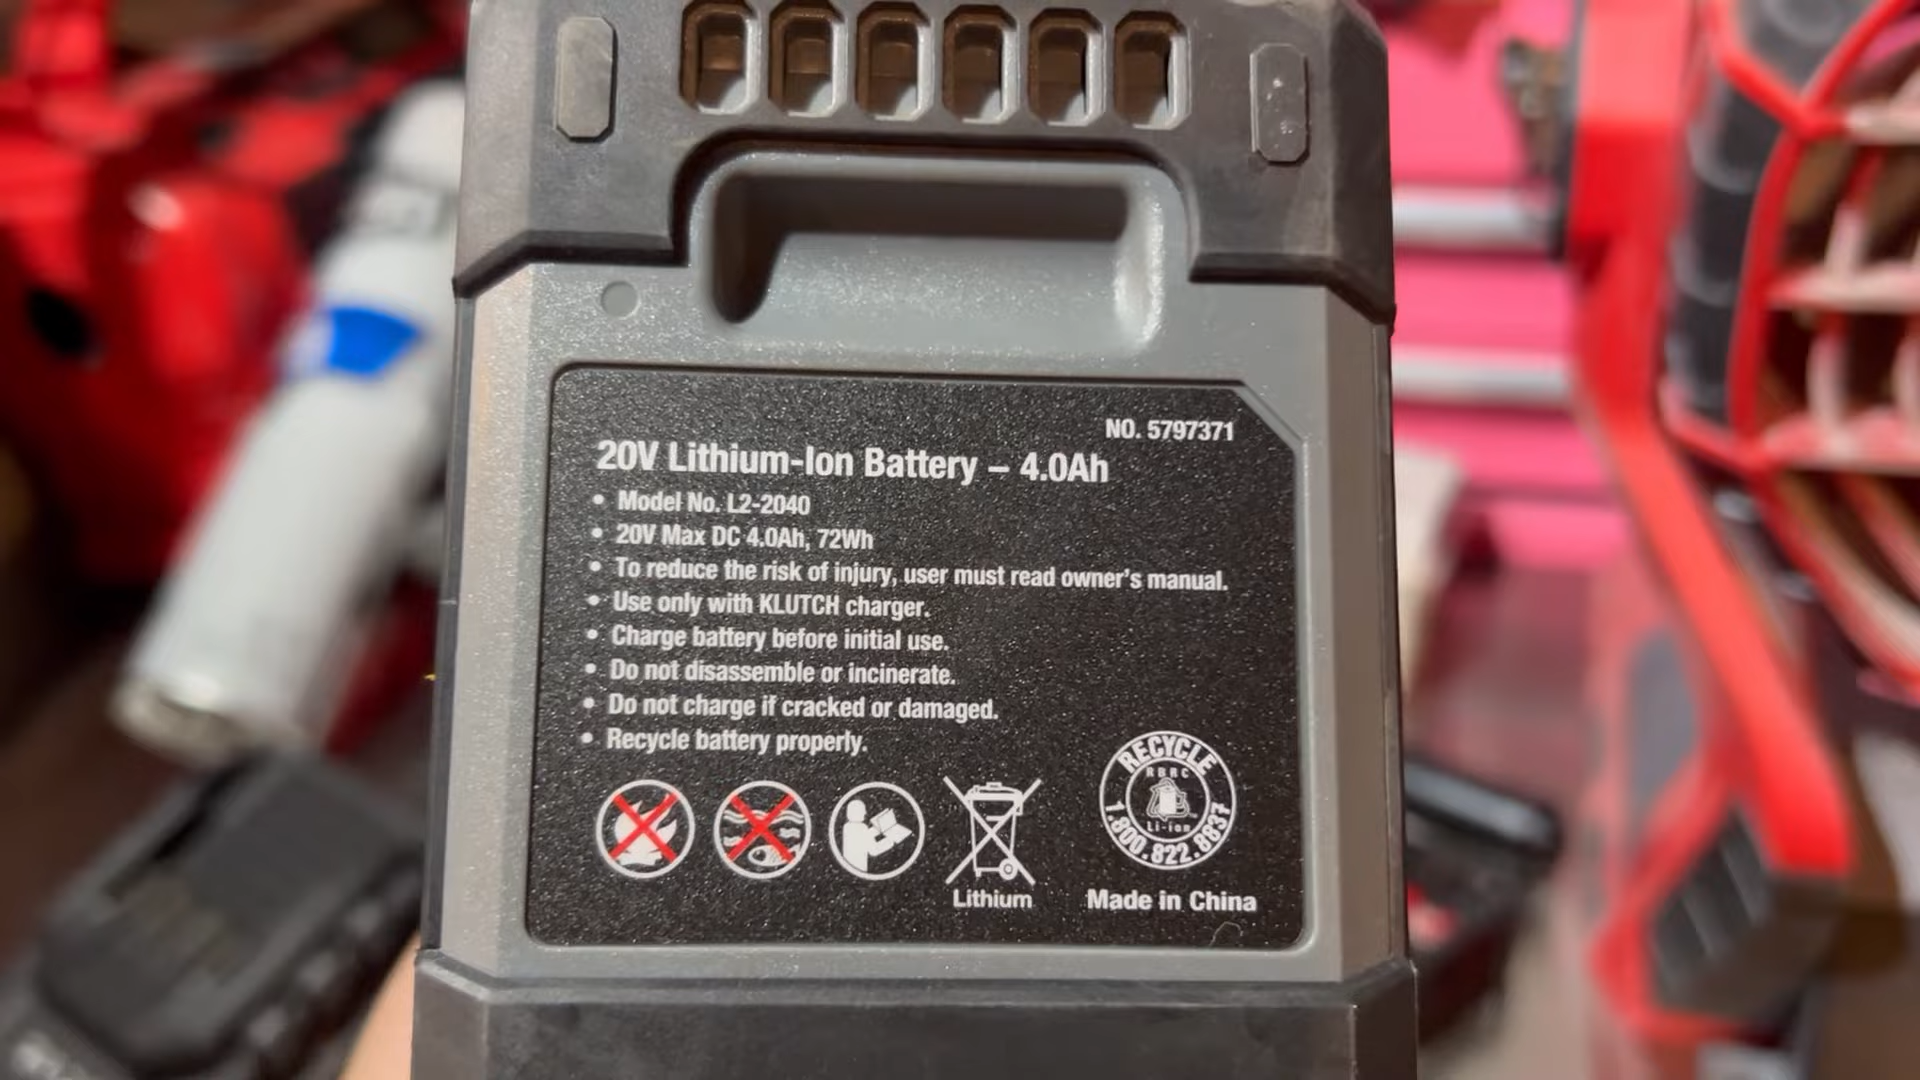 NO. 5797371
20V Lithium-Ion Battery – 4.0Ah
• Model No. L2-2040
• 20V Max DC 4.0Ah, 72Wh
• To reduce the risk of injury, user must read owner's manual.
• Use only with KLUTCH charger.
• Charge battery before initial use.
• Do not disassemble or incinerate.
• Do not charge if cracked or damaged.
• Recycle battery properly.
RECYCLE
RBRC
Li-ion
1.800.822.8837
Lithium
Made in China